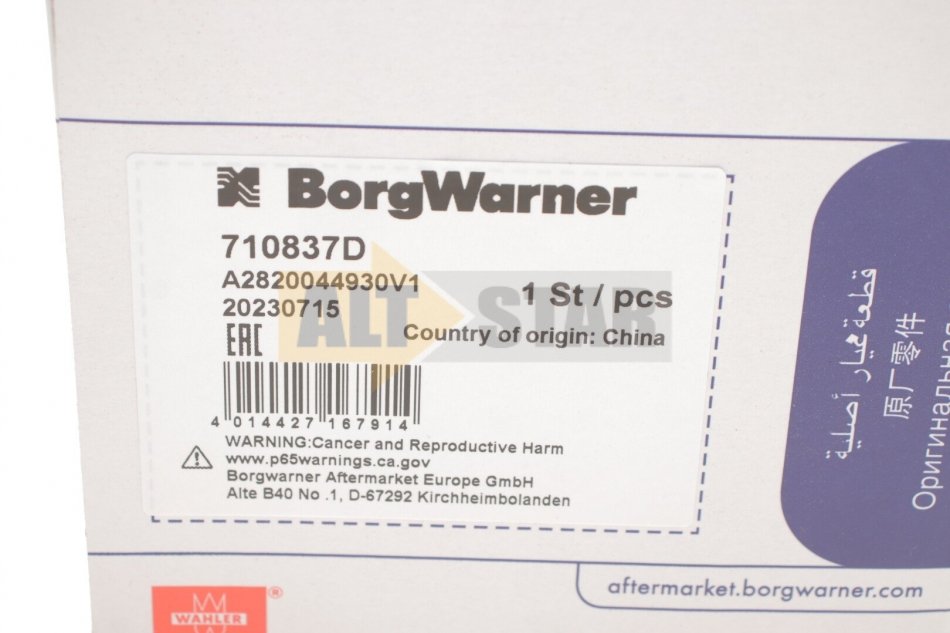 BorgWarner
710837D
A2820044930V1
20230715
1 St / pcs
EAC
Country of origin: China
4 014427 167914
WARNING:Cancer and Reproductive Harm
www.p65warnings.ca.gov
Borgwarner Aftermarket Europe GmbH
Alte B40 No .1, D-67292 Kirchheimbolanden
ALT STAR
قطعة غيار أصلية
原厂零件
Оригинальная
aftermarket.borgwarner.com
WAHLER
®